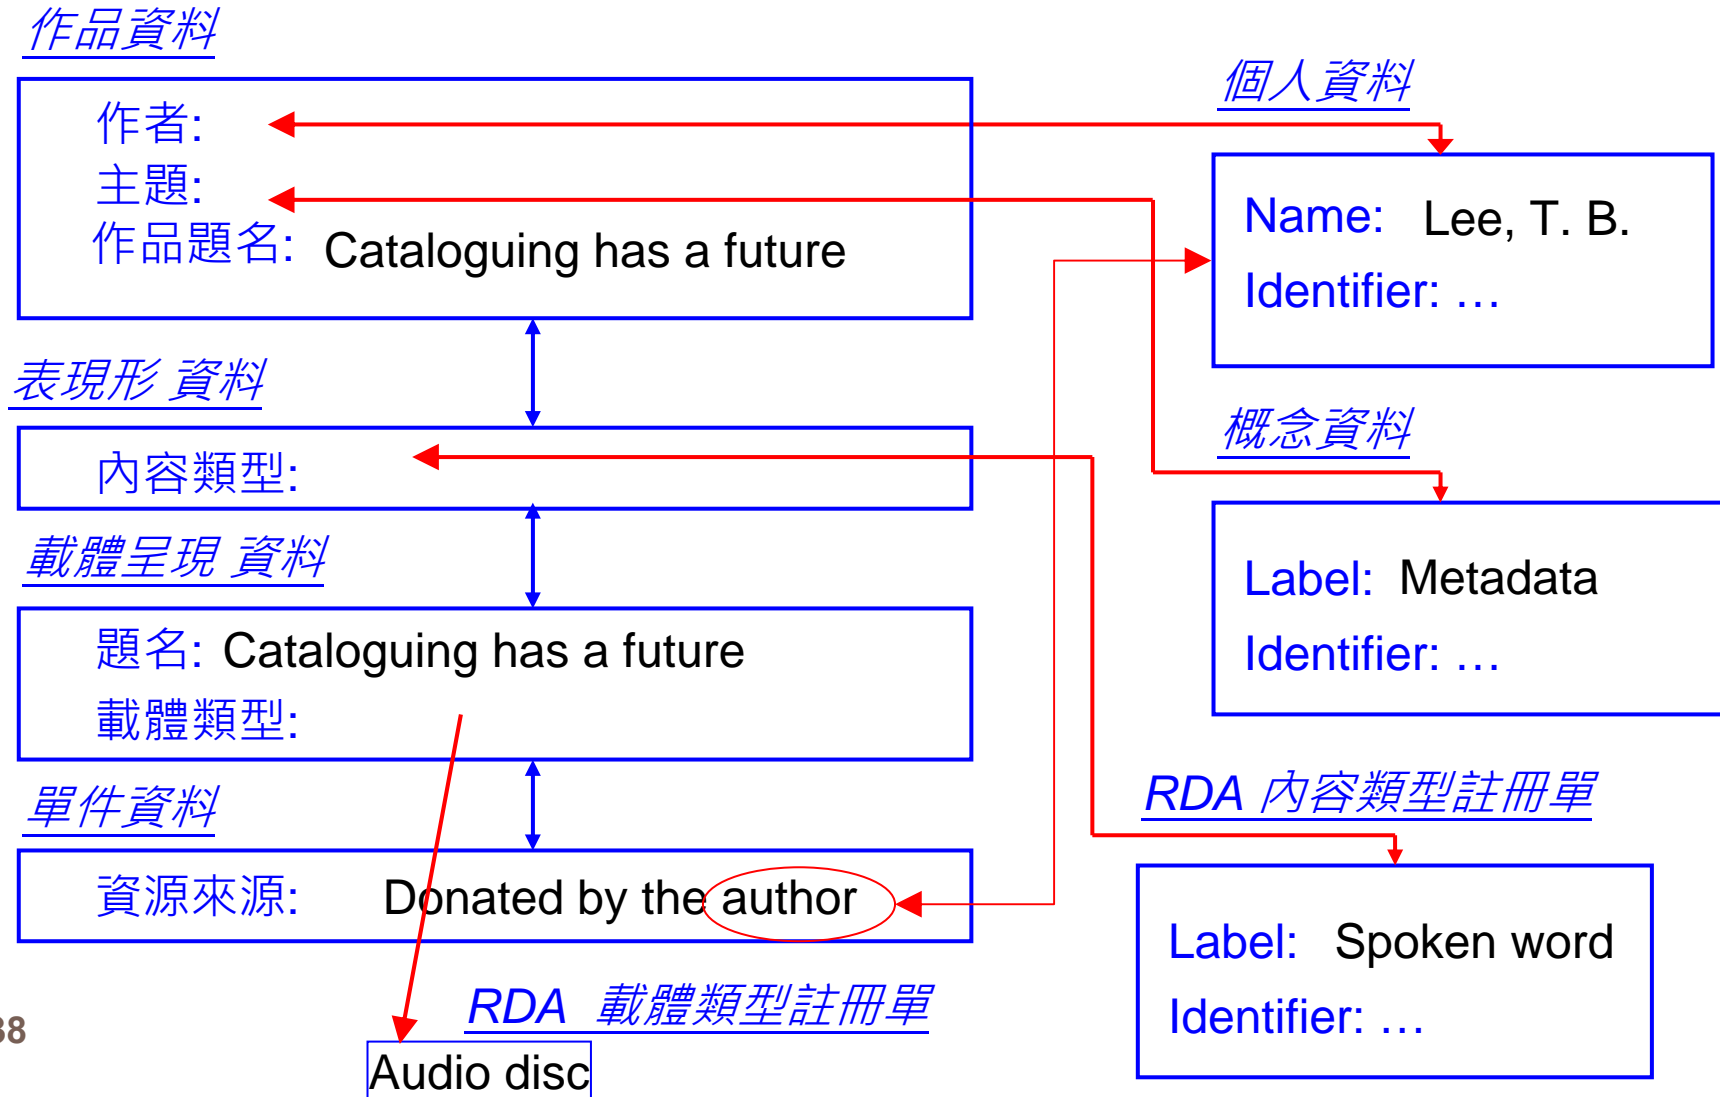 作品資料
作者:
主題:
作品題名: Cataloguing has a future
個人資料
Name: Lee, T. B.
Identifier: …
表現形 資料
內容類型:
概念資料
Label: Metadata
Identifier: …
載體呈現 資料
題名: Cataloguing has a future
載體類型:
單件資料
資源來源: Donated by the author
RDA 內容類型註冊單
Label: Spoken word
Identifier: …
RDA 載體類型註冊單
Audio disc
38